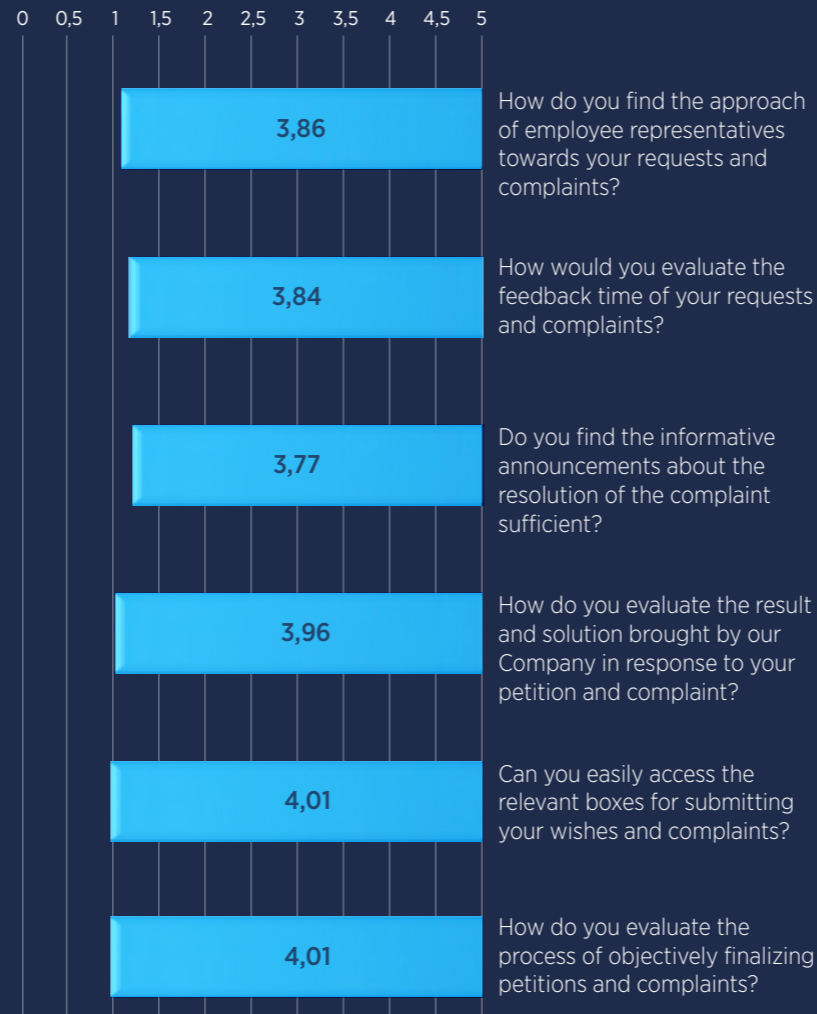 0 0,5 1 1,5 2 2,5 3 3,5 4 4,5 5
3,86
How do you find the approach
of employee representatives
towards your requests and
complaints?
3,84
How would you evaluate the
feedback time of your requests
and complaints?
3,77
Do you find the informative
announcements about the
resolution of the complaint
sufficient?
3,96
How do you evaluate the result
and solution brought by our
Company in response to your
petition and complaint?
4,01
Can you easily access the
relevant boxes for submitting
your wishes and complaints?
4,01
How do you evaluate the
process of objectively finalizing
petitions and complaints?